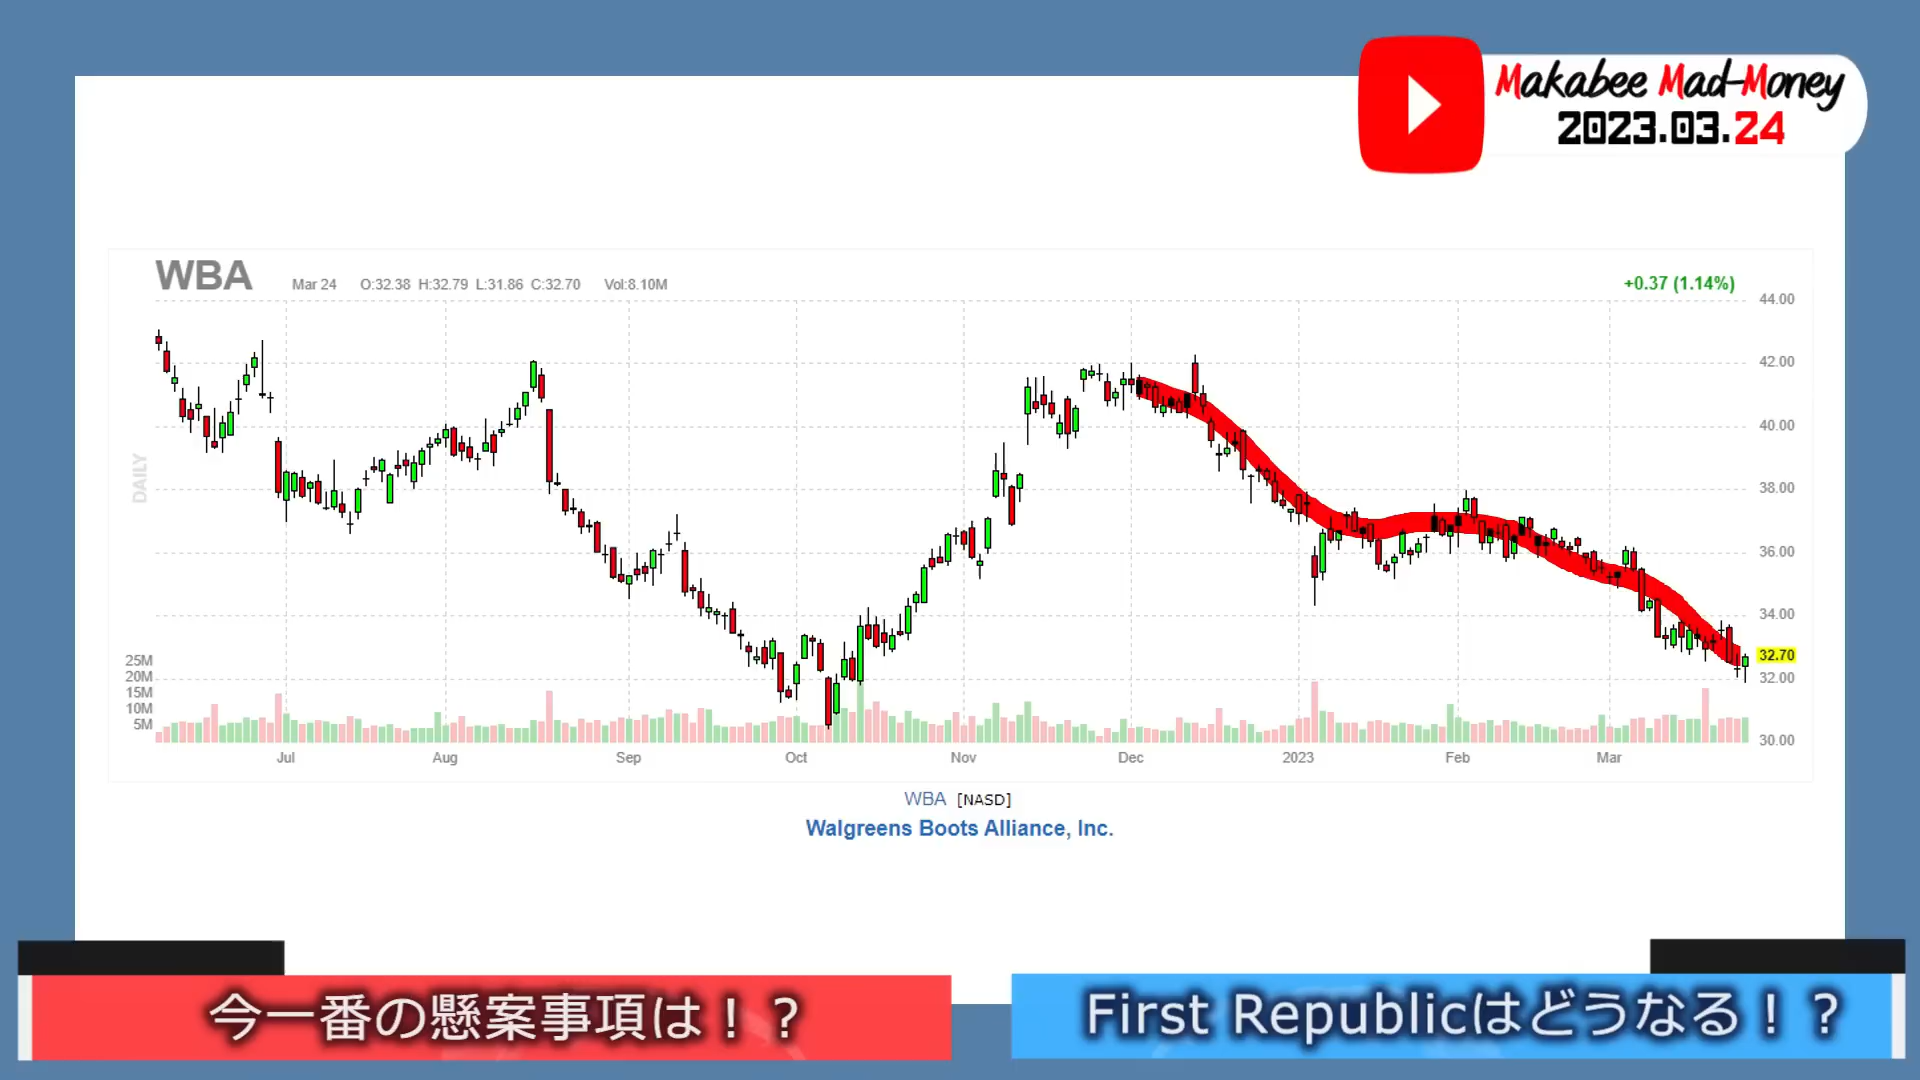 Makabee Mad-Money
2023.03.24
WBA
Mar 24 O:32.38 H:32.79 L:31.86 C:32.70 Vol:8.10M
+0.37 (1.14%)
44.00
42.00
40.00
38.00
36.00
34.00
32.70
32.00
30.00
DAILY
25M
20M
15M
10M
5M
Jul Aug Sep Oct Nov Dec 2023 Feb Mar
WBA [NASD]
Walgreens Boots Alliance, Inc.
今一番の懸案事項は！？
First Republicはどうなる！？